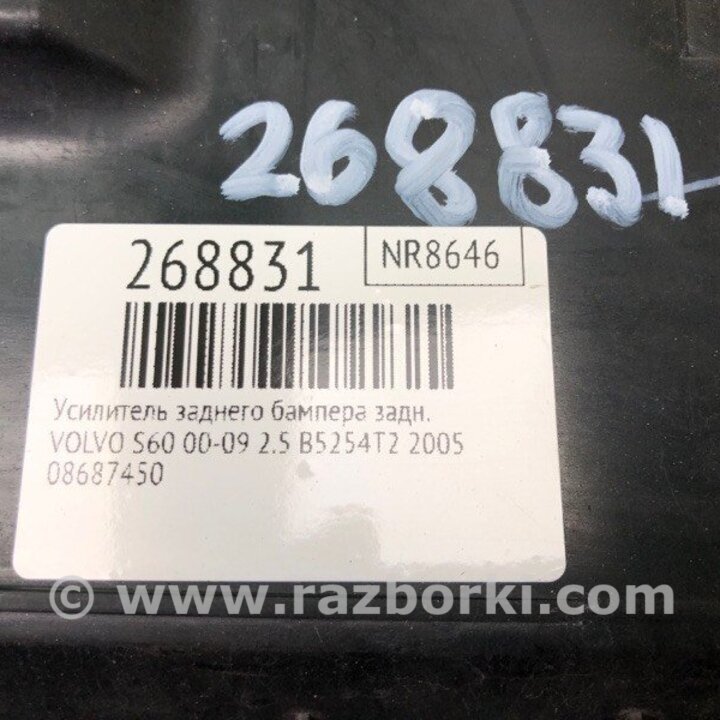 268831
268831 NR8646
Усилитель заднего бампера задн.
VOLVO S60 00-09 2.5 B5254T2 2005
08687450
© www.razborki.com